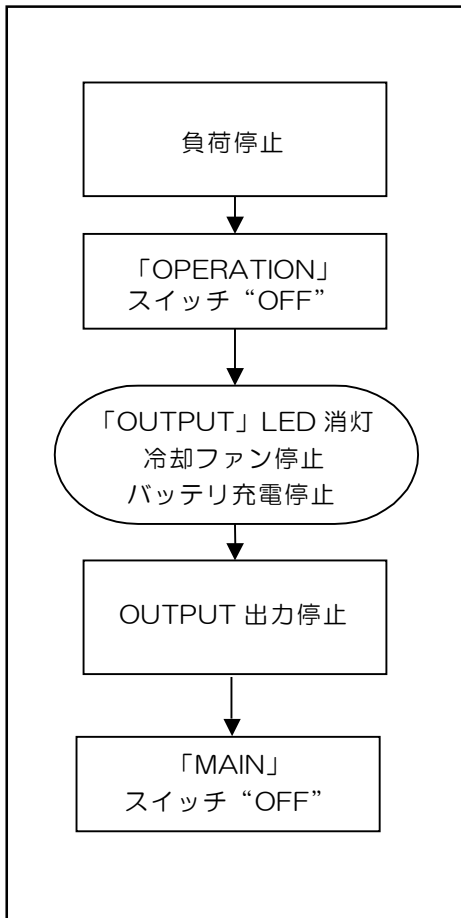 負荷停止
「OPERATION」
スイッチ“OFF”
「OUTPUT」LED 消灯
冷却ファン停止
バッテリ充電停止
OUTPUT 出力停止
「MAIN」
スイッチ“OFF”